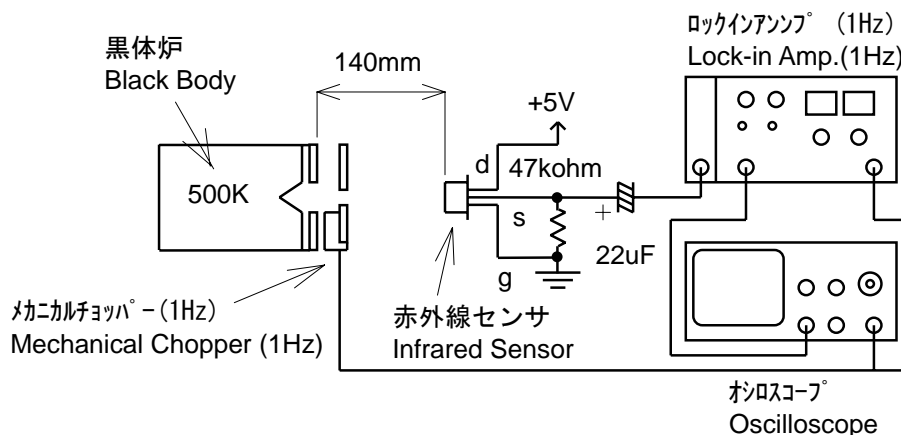 ﾛｯｸｲﾝｱﾝﾝﾌﾟ (1Hz)
Lock-in Amp.(1Hz)
黒体炉
Black Body
140mm
+5V
d
47kohm
500K
s
+
22uF
g
ﾒｶﾆｶﾙﾁｮｯﾊﾟｰ(1Hz)
Mechanical Chopper (1Hz)
赤外線センサ
Infrared Sensor
ｵｼﾛｽｺｰﾌﾟ
Oscilloscope